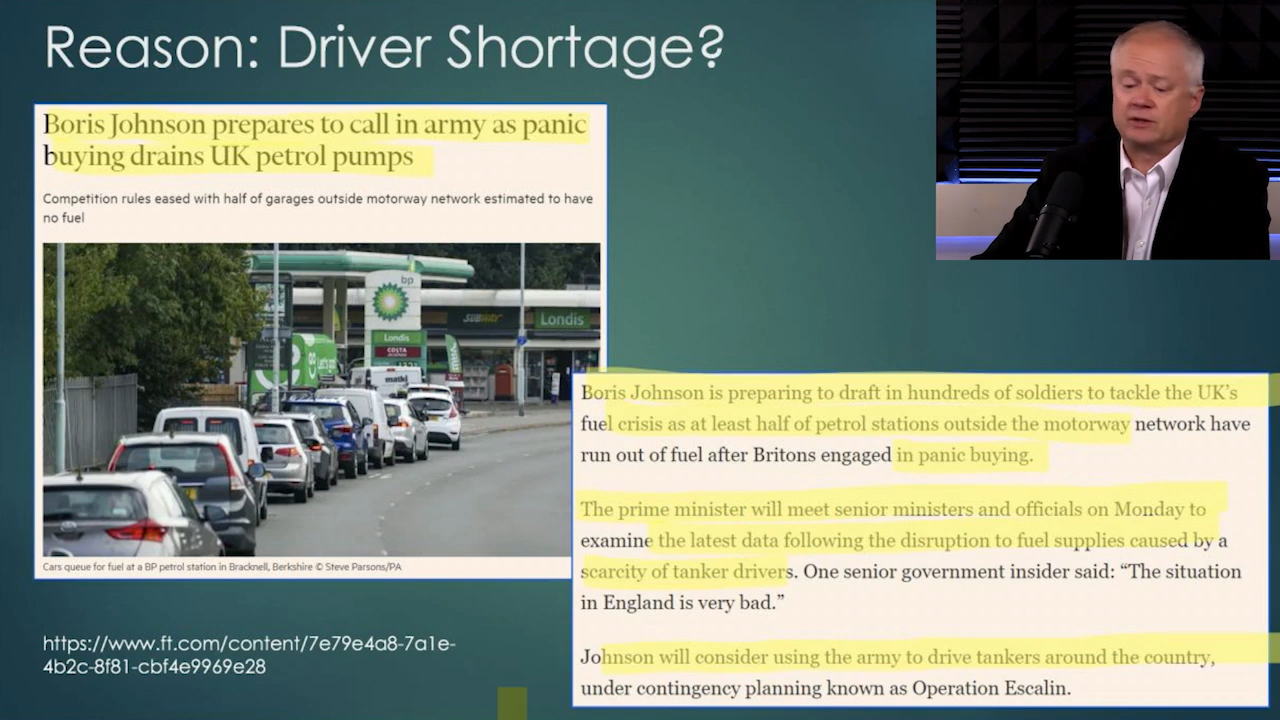 Reason: Driver Shortage?
Boris Johnson prepares to call in army as panic
buying drains UK petrol pumps
Competition rules eased with half of garages outside motorway network estimated to have
no fuel
bp
SUBWAY
Londis
Londis
COSTA
matki
Cars queue for fuel at a BP petrol station in Bracknell, Berkshire © Steve Parsons/PA
Boris Johnson is preparing to draft in hundreds of soldiers to tackle the UK’s
fuel crisis as at least half of petrol stations outside the motorway network have
run out of fuel after Britons engaged in panic buying.
The prime minister will meet senior ministers and officials on Monday to
examine the latest data following the disruption to fuel supplies caused by a
scarcity of tanker drivers. One senior government insider said: “The situation
in England is very bad.”
Johnson will consider using the army to drive tankers around the country,
under contingency planning known as Operation Escalin.
https://www.ft.com/content/7e79e4a8-7a1e-
4b2c-8f81-cbf4e9969e28